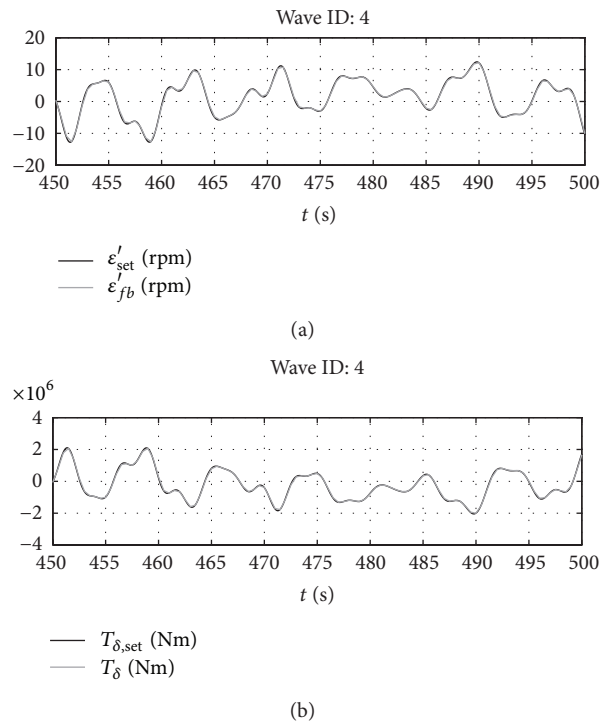 Wave ID: 4
20
10
0
−10
−20
450 455 460 465 470 475 480 485 490 495 500
t (s)
ε′set (rpm)
ε′fb (rpm)
(a)
Wave ID: 4
×10⁶
4
2
0
−2
−4
450 455 460 465 470 475 480 485 490 495 500
t (s)
Tδ,set (Nm)
Tδ (Nm)
(b)